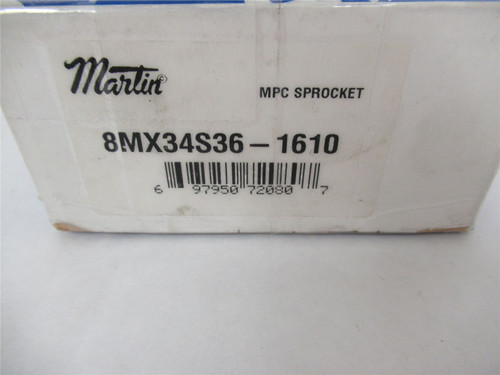 Martin
MPC SPROCKET
8MX34S36-1610
6 97950 72080 7